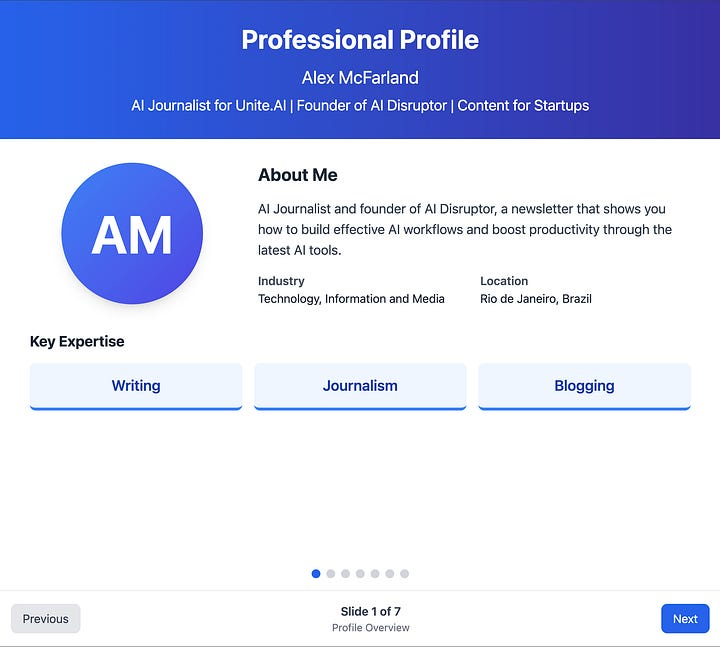 Professional Profile
Alex McFarland
AI Journalist for Unite.AI | Founder of AI Disruptor | Content for Startups
AM
About Me
AI Journalist and founder of AI Disruptor, a newsletter that shows you
how to build effective AI workflows and boost productivity through the
latest AI tools.
Industry
Technology, Information and Media
Location
Rio de Janeiro, Brazil
Key Expertise
Writing
Journalism
Blogging
Previous
Slide 1 of 7
Profile Overview
Next